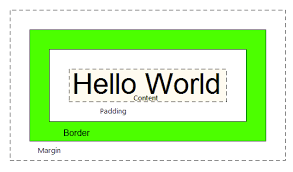 Hello World
Content
Padding
Border
Margin